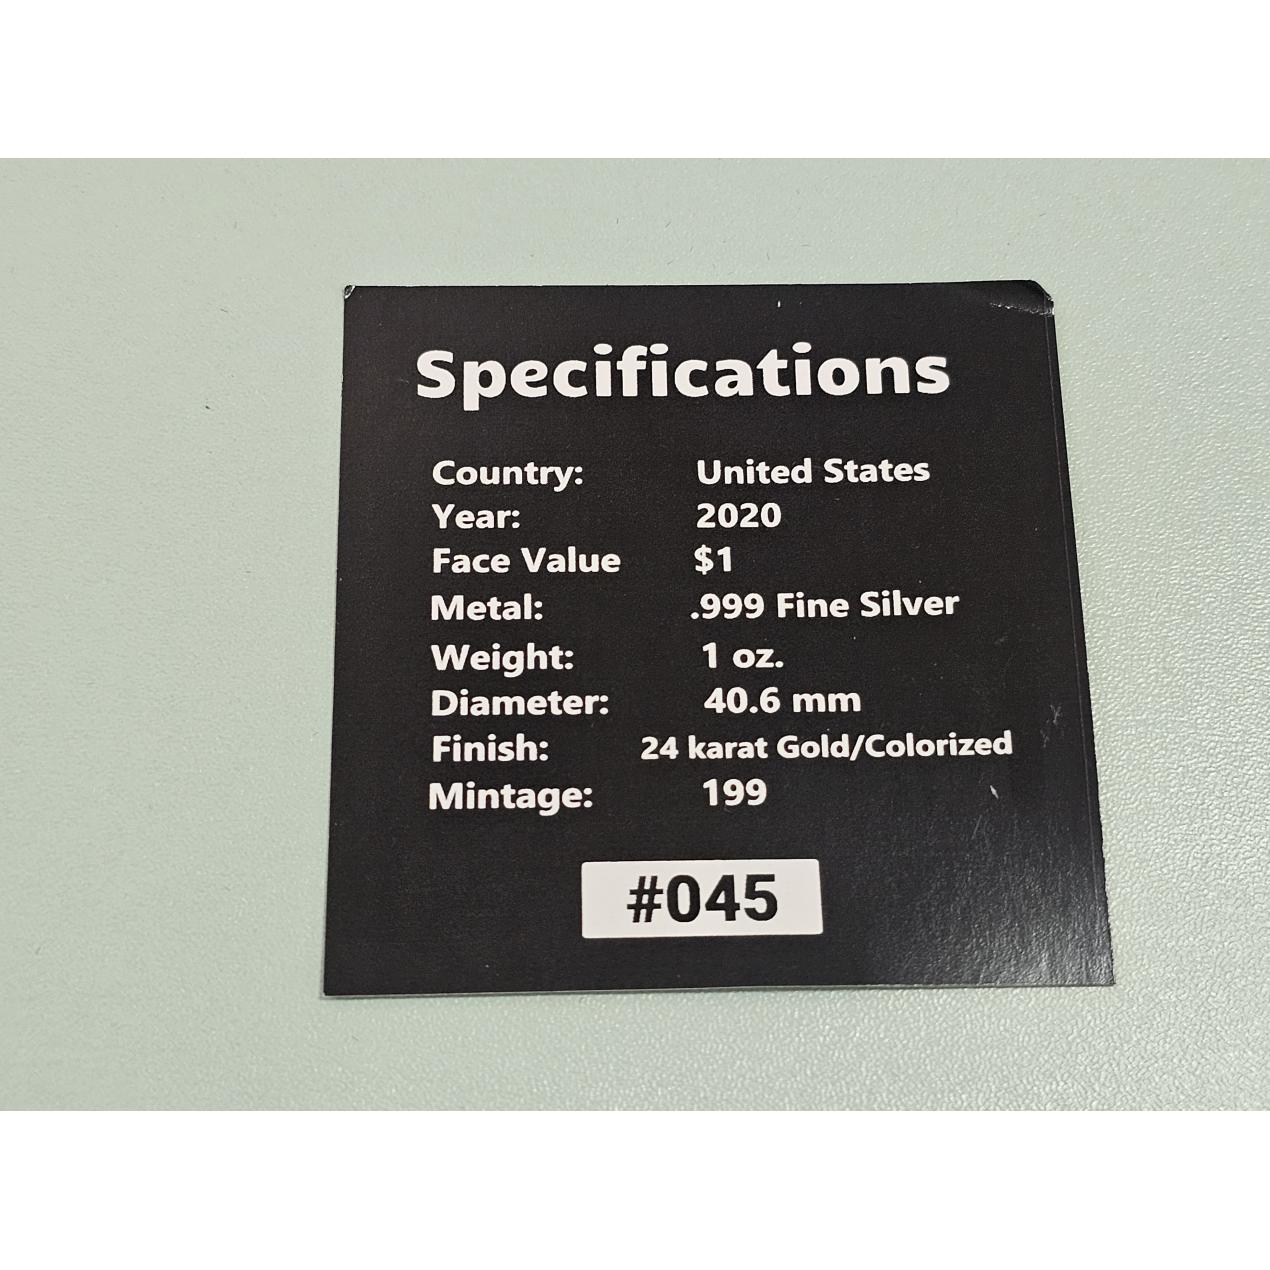 Specifications
Country: United States
Year: 2020
Face Value $1
Metal: .999 Fine Silver
Weight: 1 oz.
Diameter: 40.6 mm
Finish: 24 karat Gold/Colorized
Mintage: 199
#045